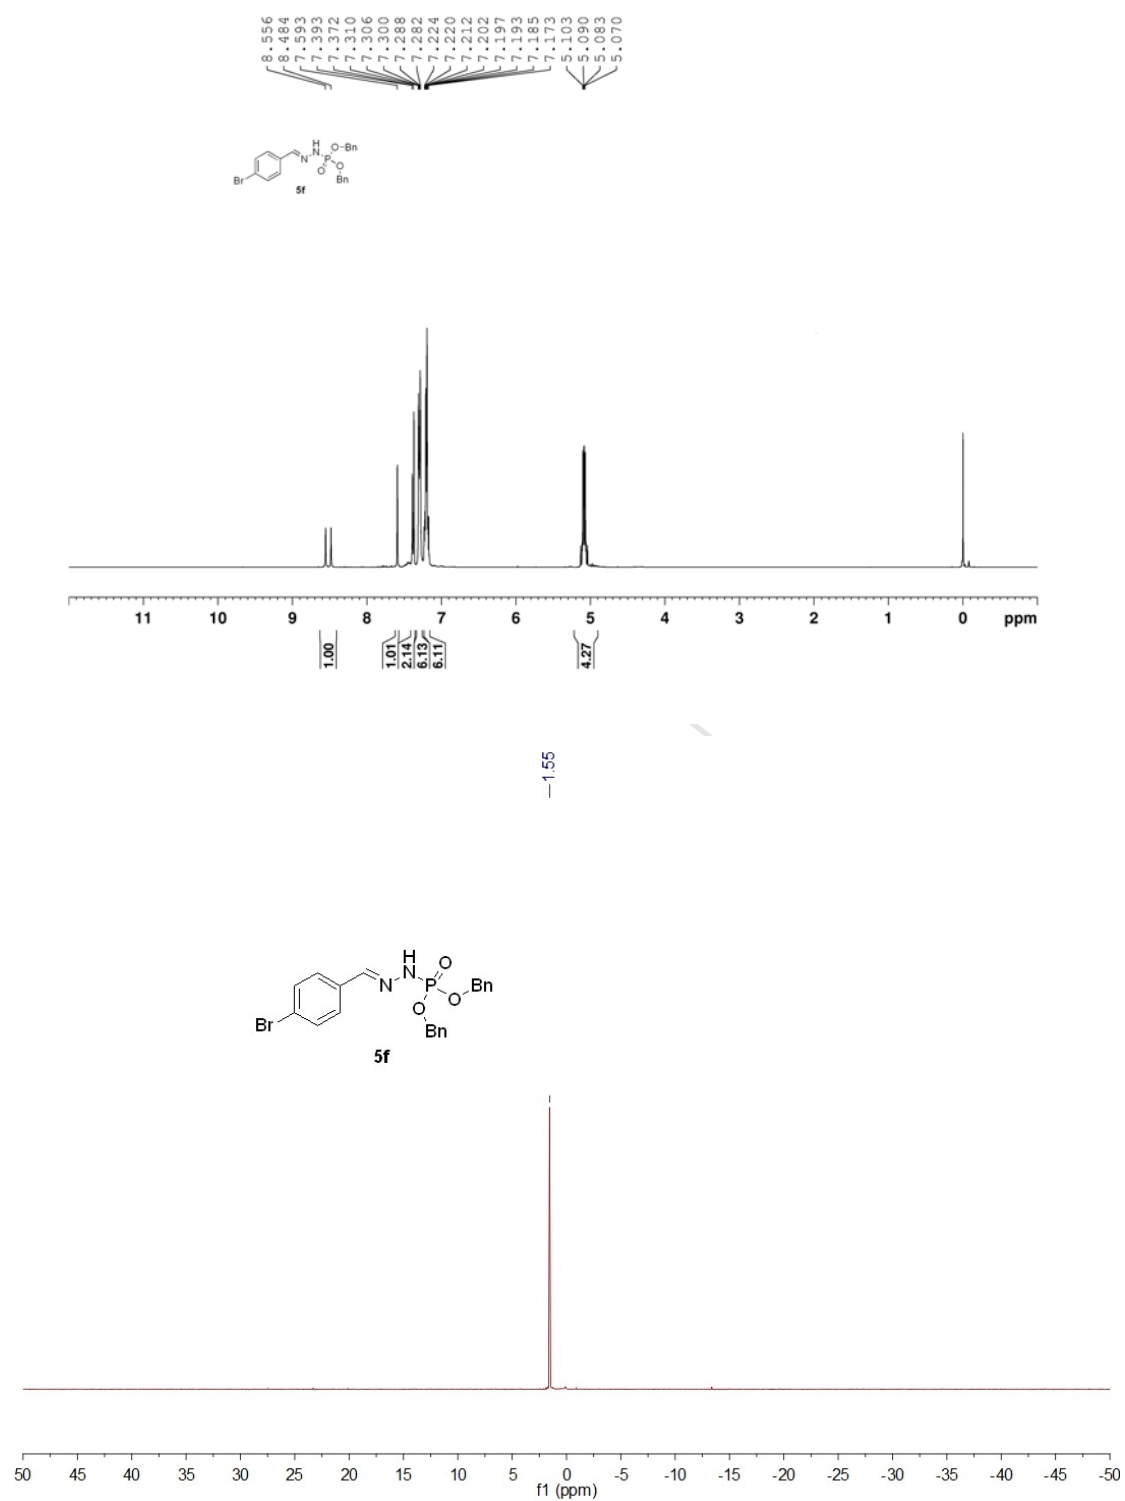 8.556
8.484
7.593
7.393
7.372
7.310
7.306
7.300
7.288
7.282
7.224
7.220
7.212
7.202
7.197
7.193
7.185
7.173
5.103
5.090
5.083
5.070
H
N
N
P
O
O
O
Bn
Bn
Br
5f
11 10 9 8 7 6 5 4 3 2 1 0 ppm
1.00
1.01
2.14
6.13
6.11
4.27
1.55
H
N
N
P
O
O
O
Bn
Bn
Br
5f
50 45 40 35 30 25 20 15 10 5 0 -5 -10 -15 -20 -25 -30 -35 -40 -45 -50
f1 (ppm)